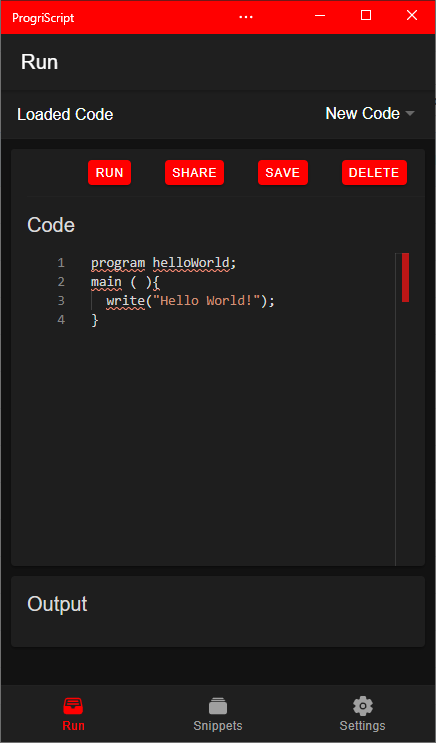 ProgriScript
Run
Loaded Code
New Code
RUN SHARE SAVE DELETE
Code
1 program helloWorld;
2 main ( ){
3 write("Hello World!");
4 }
Output
Run Snippets Settings